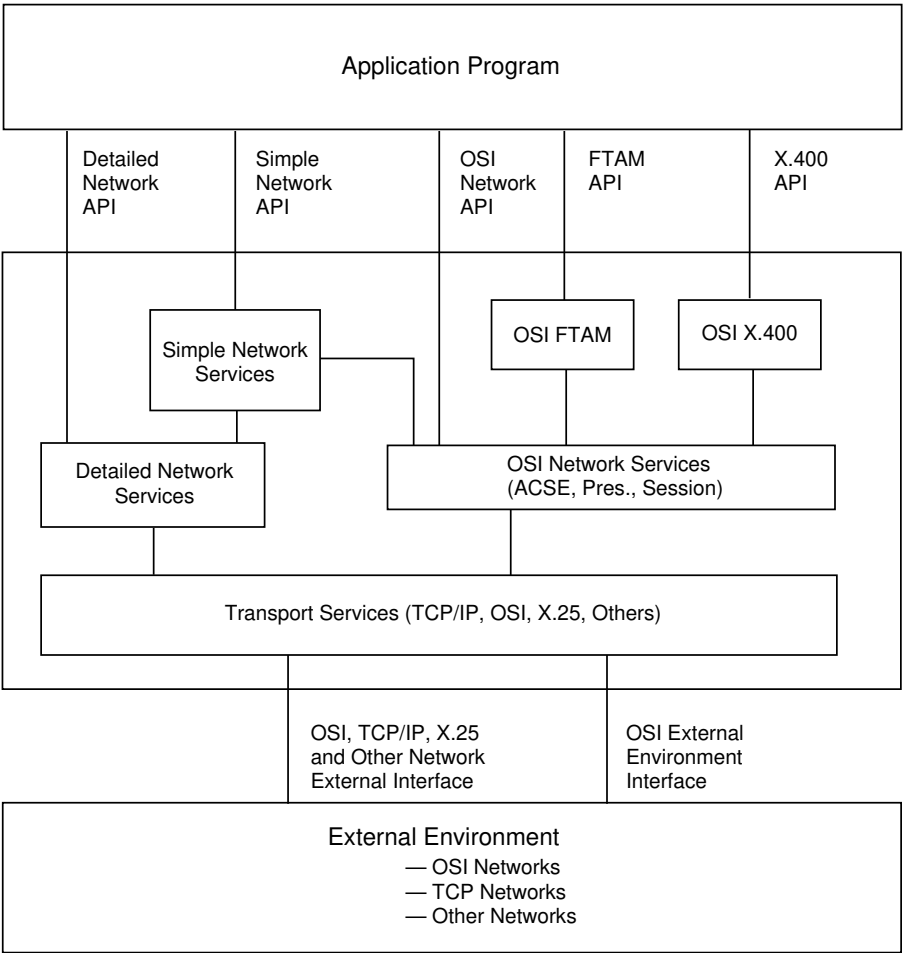 Application Program
Detailed
Network
API
Simple
Network
API
OSI
Network
API
FTAM
API
X.400
API
Simple Network
Services
OSI FTAM
OSI X.400
Detailed Network
Services
OSI Network Services
(ACSE, Pres., Session)
Transport Services (TCP/IP, OSI, X.25, Others)
OSI, TCP/IP, X.25
and Other Network
External Interface
OSI External
Environment
Interface
External Environment
— OSI Networks
— TCP Networks
— Other Networks